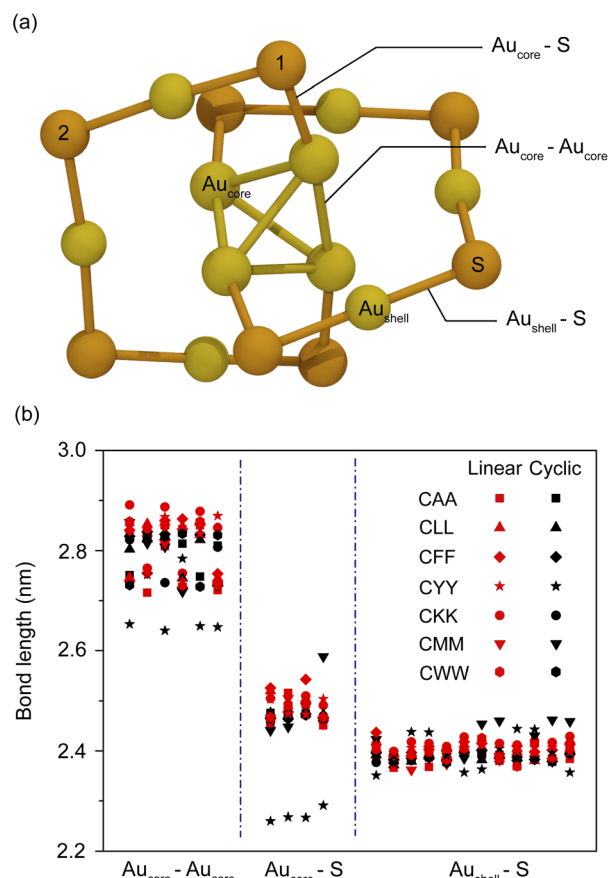 (a)
1
Au core - S
2
Au core - Au core
Au core
S
Au shell
Au shell - S
(b)
3.0
Linear Cyclic
CAA
CLL
2.8
CFF
CYY
CKK
Bond length (nm)
CMM
2.6
CWW
2.4
2.2
Au core - Au core Au core - S Au shell - S